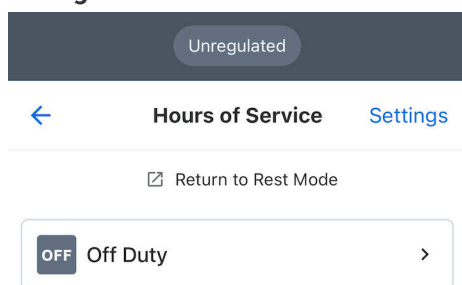 Unregulated
Hours of Service Settings
Return to Rest Mode
OFF Off Duty